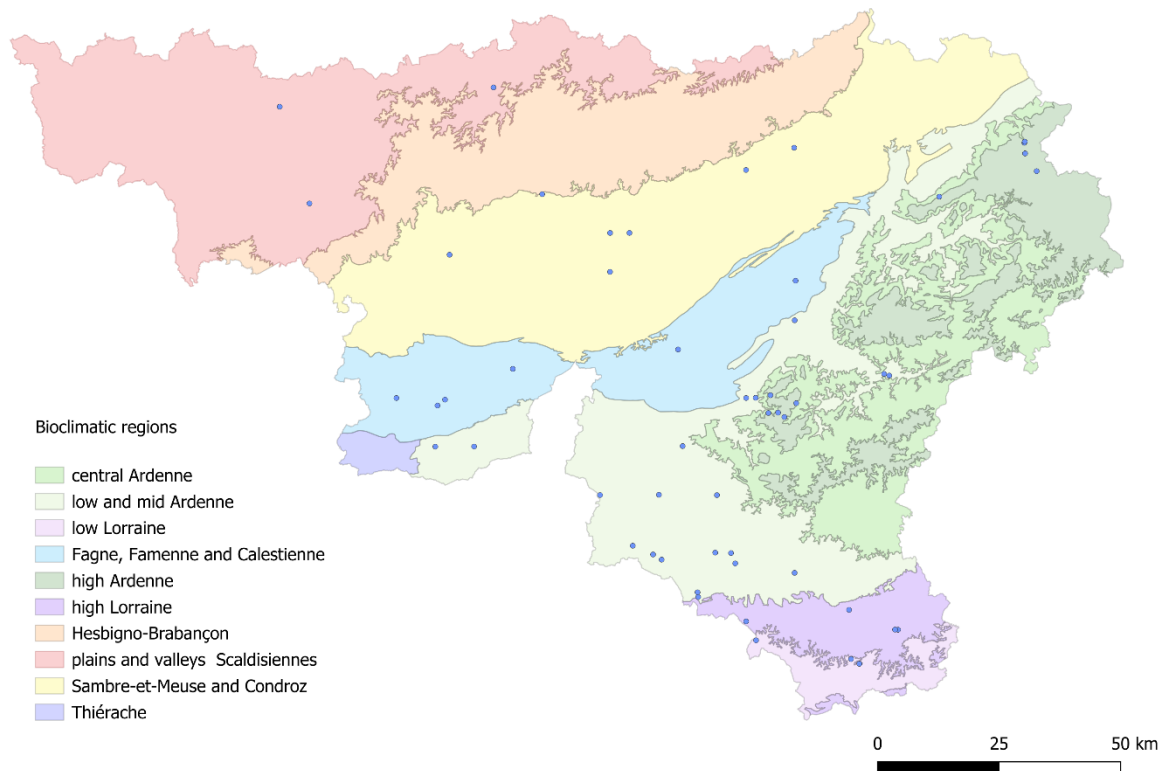 Bioclimatic regions
central Ardenne
low and mid Ardenne
low Lorraine
Fagne, Famenne and Calestienne
high Ardenne
high Lorraine
Hesbigno-Brabançon
plains and valleys  Scaldisiennes
Sambre-et-Meuse and Condroz
Thiérache
0 25 50 km